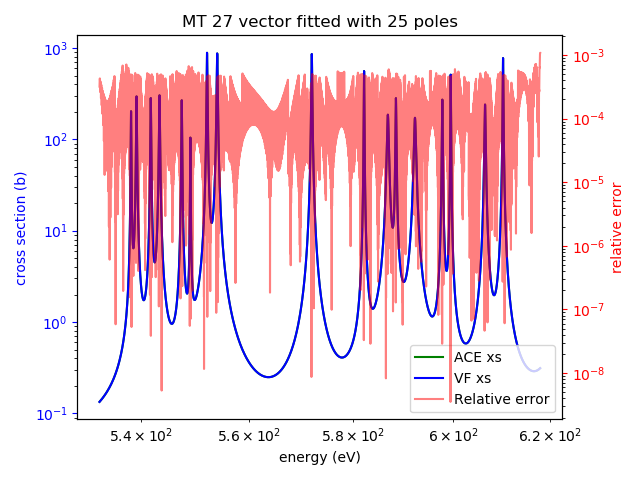 MT 27 vector fitted with 25 poles
cross section (b)
10³
10²
10¹
10⁰
10⁻¹
10⁻³
10⁻⁴
10⁻⁵
10⁻⁶
10⁻⁷
10⁻⁸
relative error
ACE xs
VF xs
Relative error
5.4 × 10² 5.6 × 10² 5.8 × 10² 6 × 10² 6.2 × 10²
energy (eV)